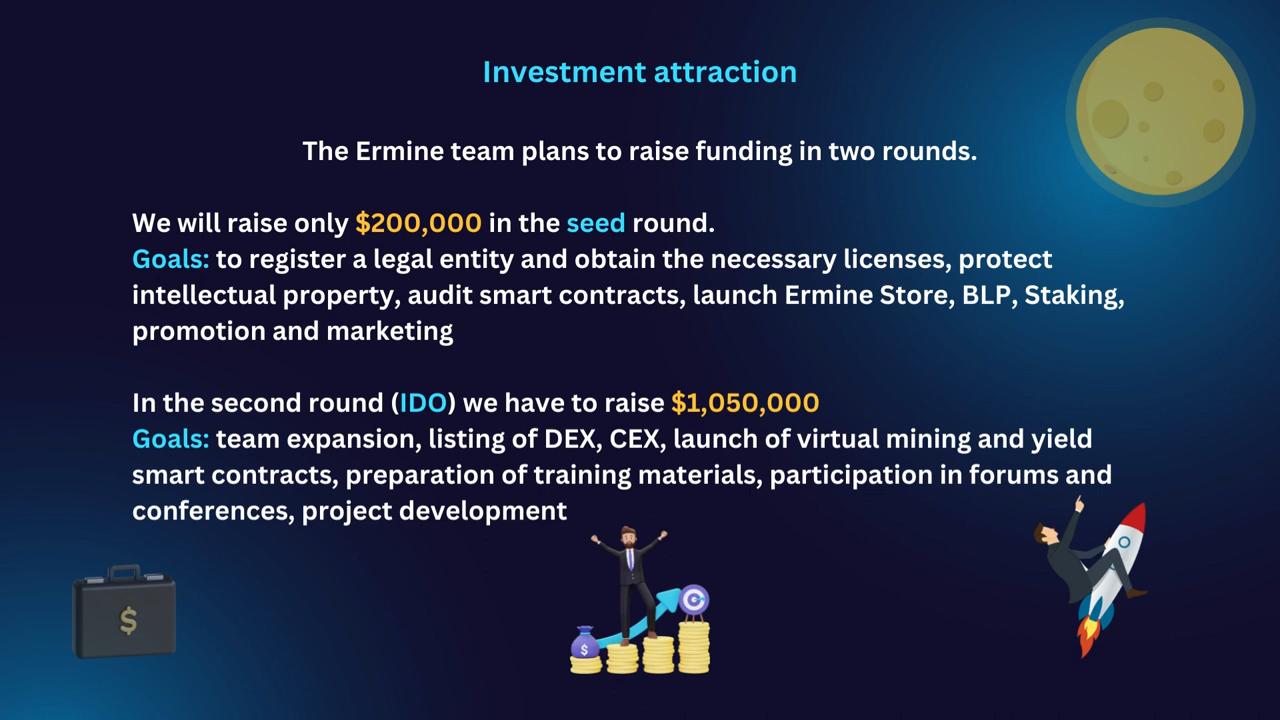 Investment attraction
The Ermine team plans to raise funding in two rounds.
We will raise only $200,000 in the seed round.
Goals: to register a legal entity and obtain the necessary licenses, protect
intellectual property, audit smart contracts, launch Ermine Store, BLP, Staking,
promotion and marketing
In the second round (IDO) we have to raise $1,050,000
Goals: team expansion, listing of DEX, CEX, launch of virtual mining and yield
smart contracts, preparation of training materials, participation in forums and
conferences, project development
$
$